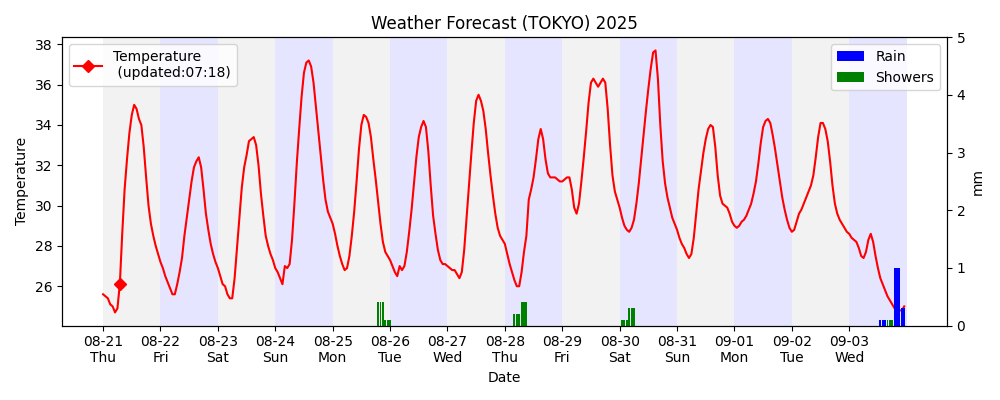 Weather Forecast (TOKYO) 2025
Temperature
(updated:07:18)
Rain
Showers
38
36
34
32
30
28
26
Temperature
5
4
3
2
1
0
mm
08-21 08-22 08-23 08-24 08-25 08-26 08-27 08-28 08-29 08-30 08-31 09-01 09-02 09-03
Thu Fri Sat Sun Mon Tue Wed Thu Fri Sat Sun Mon Tue Wed
Date